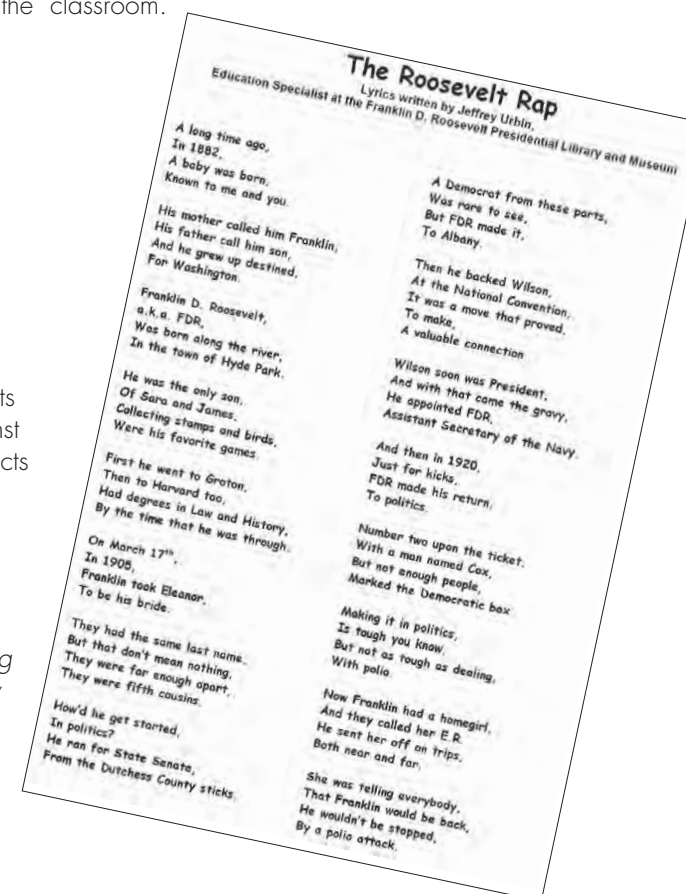 the classroom.
ts
nst
cts
g
The Roosevelt Rap
Lyrics written by Jeffrey Urbin,
Education Specialist at the Franklin D. Roosevelt Presidential Library and Museum
A long time ago,
In 1882,
A baby was born,
Known to me and you.
His mother called him Franklin,
His father call him son,
And he grew up destined,
For Washington.
Franklin D. Roosevelt,
a.k.a. FDR,
Was born along the river,
In the town of Hyde Park.
He was the only son,
Of Sara and James,
Collecting stamps and birds,
Were his favorite games.
First he went to Groton,
Then to Harvard too,
Had degrees in Law and History,
By the time that he was through.
On March 17th,
In 1905,
Franklin took Eleanor,
To be his bride.
They had the same last name,
But that don't mean nothing,
They were far enough apart,
They were fifth cousins.
How'd he get started,
In politics?
He ran for State Senate,
From the Dutchess County sticks.
A Democrat from these parts,
Was rare to see,
But FDR made it,
To Albany.
Then he backed Wilson,
At the National Convention,
It was a move that proved,
To make,
A valuable connection
Wilson soon was President,
And with that came the gravy,
He appointed FDR,
Assistant Secretary of the Navy.
And then in 1920,
Just for kicks,
FDR made his return,
To politics.
Number two upon the ticket,
With a man named Cox,
But not enough people,
Marked the Democratic box
Making it in politics,
Is tough you know,
But not as tough as dealing,
With polio.
Now Franklin had a homegirl,
And they called her E.R.
He sent her off on trips,
Both near and far,
She was telling everybody,
That Franklin would be back,
He wouldn't be stopped,
By a polio attack.